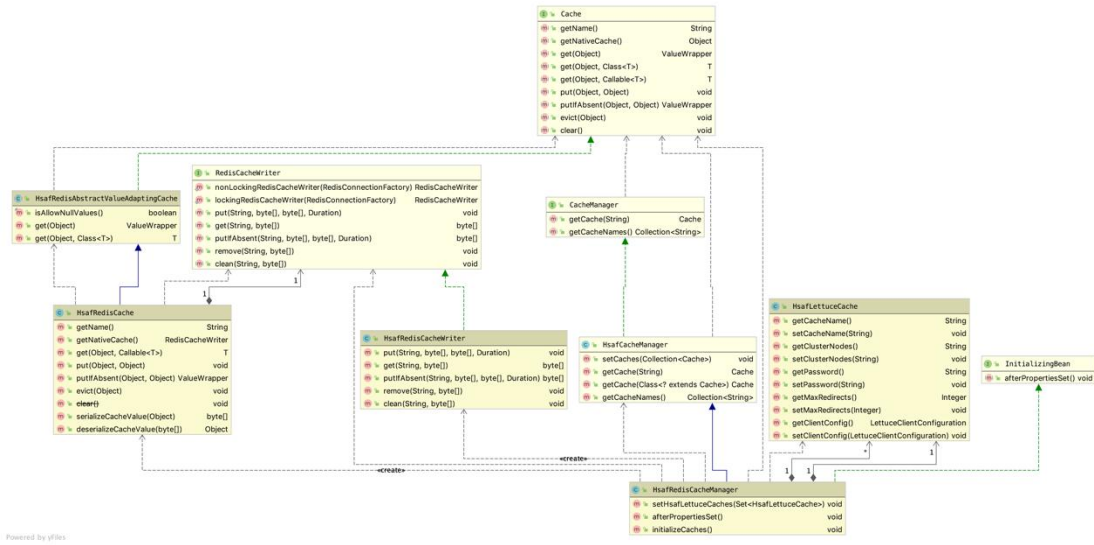 Cache
getName() String
getNativeCache() Object
get(Object) ValueWrapper
get(Object, Class<T>) T
get(Object, Callable<T>) T
put(Object, Object) void
putIfAbsent(Object, Object) ValueWrapper
evict(Object) void
clear() void
RedisCacheWriter
nonLockingRedisCacheWriter(RedisConnectionFactory) RedisCacheWriter
lockingRedisCacheWriter(RedisConnectionFactory) RedisCacheWriter
put(String, byte[], byte[], Duration) void
get(String, byte[]) byte[]
putIfAbsent(String, byte[], byte[], Duration) byte[]
remove(String, byte[]) void
clean(String, byte[]) void
HsafRedisAbstractValueAdaptingCache
isAllowNullValues() boolean
get(Object) ValueWrapper
get(Object, Class<T>) T
CacheManager
getCache(String) Cache
getCacheNames() Collection<String>
1
1
HsafRedisCache
getName() String
getNativeCache() RedisCacheWriter
get(Object, Callable<T>) T
put(Object, Object) void
putIfAbsent(Object, Object) ValueWrapper
evict(Object) void
clear() void
serializeCacheValue(Object) byte[]
deserializeCacheValue(byte[]) Object
HsafRedisCacheWriter
put(String, byte[], byte[], Duration) void
get(String, byte[]) byte[]
putIfAbsent(String, byte[], byte[], Duration) byte[]
remove(String, byte[]) void
clean(String, byte[]) void
HsafCacheManager
setCaches(Collection<Cache>) void
getCache(String) Cache
getCache(Class<? extends Cache>) Cache
getCacheNames() Collection<String>
HsafLettuceCache
getCacheName() String
setCacheName(String) void
getClusterNodes() String
setClusterNodes(String) void
getPassword() String
setPassword(String) void
getMaxRedirects() Integer
setMaxRedirects(Integer) void
getClientConfig() LettuceClientConfiguration
setClientConfig(LettuceClientConfiguration) void
InitializingBean
afterPropertiesSet() void
«create»
«create»
*
1
1
1
HsafRedisCacheManager
setHsafLettuceCaches(Set<HsafLettuceCache>) void
afterPropertiesSet() void
initializeCaches() void
Powered by yFiles